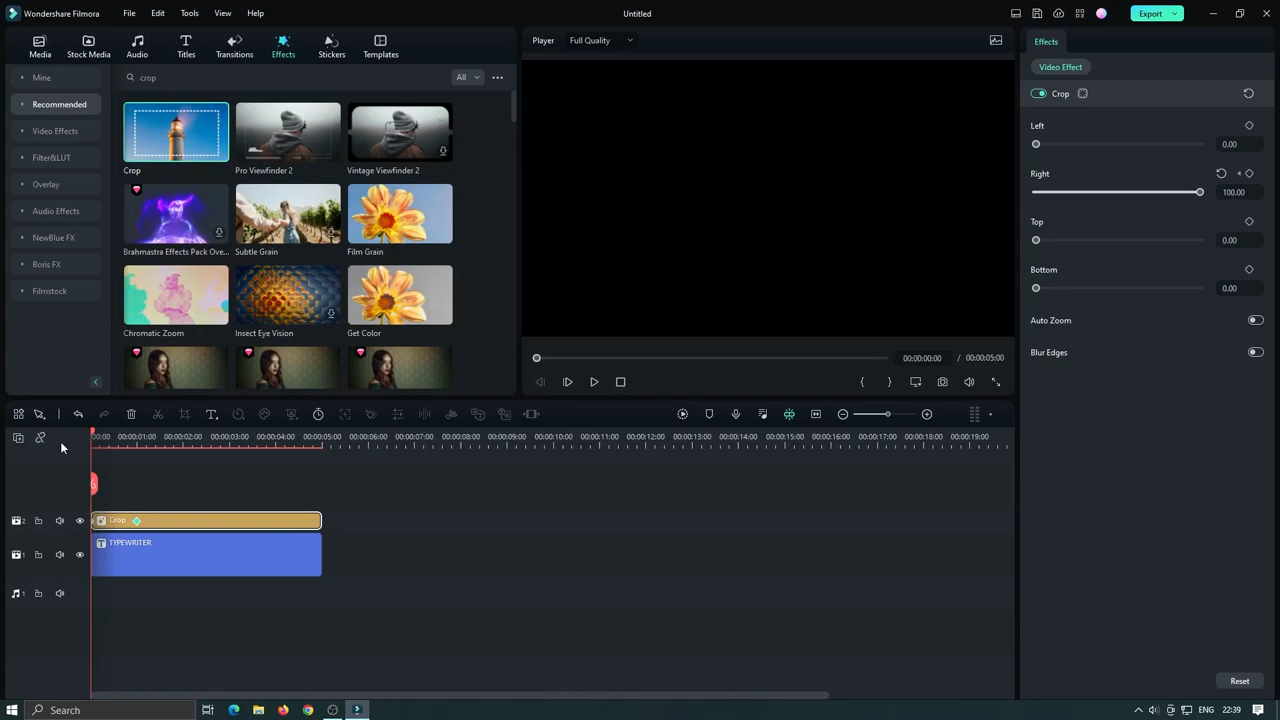 Wondershare Filmora File Edit Tools View Help Untitled Export
Media Stock Media Audio Titles Transitions Effects Stickers Templates
Player Full Quality
Effects
Video Effect
Mine
crop
All
Crop
Recommended
Video Effects
Filter&LUT
Overlay
Audio Effects
NewBlue FX
Boris FX
Filmstock
Crop Pro Viewfinder 2 Vintage Viewfinder 2
Brahmastra Effects Pack Ove... Subtle Grain Film Grain
Chromatic Zoom Insect Eye Vision Get Color
Left
0.00
Right
100.00
Top
0.00
Bottom
0.00
Auto Zoom
Blur Edges
Reset
00:00:00:00 / 00:00:05:00
00:00 00:00:01:00 00:00:02:00 00:00:03:00 00:00:04:00 00:00:05:00 00:00:06:00 00:00:07:00 00:00:08:00 00:00:09:00 00:00:10:00 00:00:11:00 00:00:12:00 00:00:13:00 00:00:14:00 00:00:15:00 00:00:16:00 00:00:17:00 00:00:18:00 00:00:19:00
2 Crop
TYPEWRITER
1
1
Search
ENG 22:39